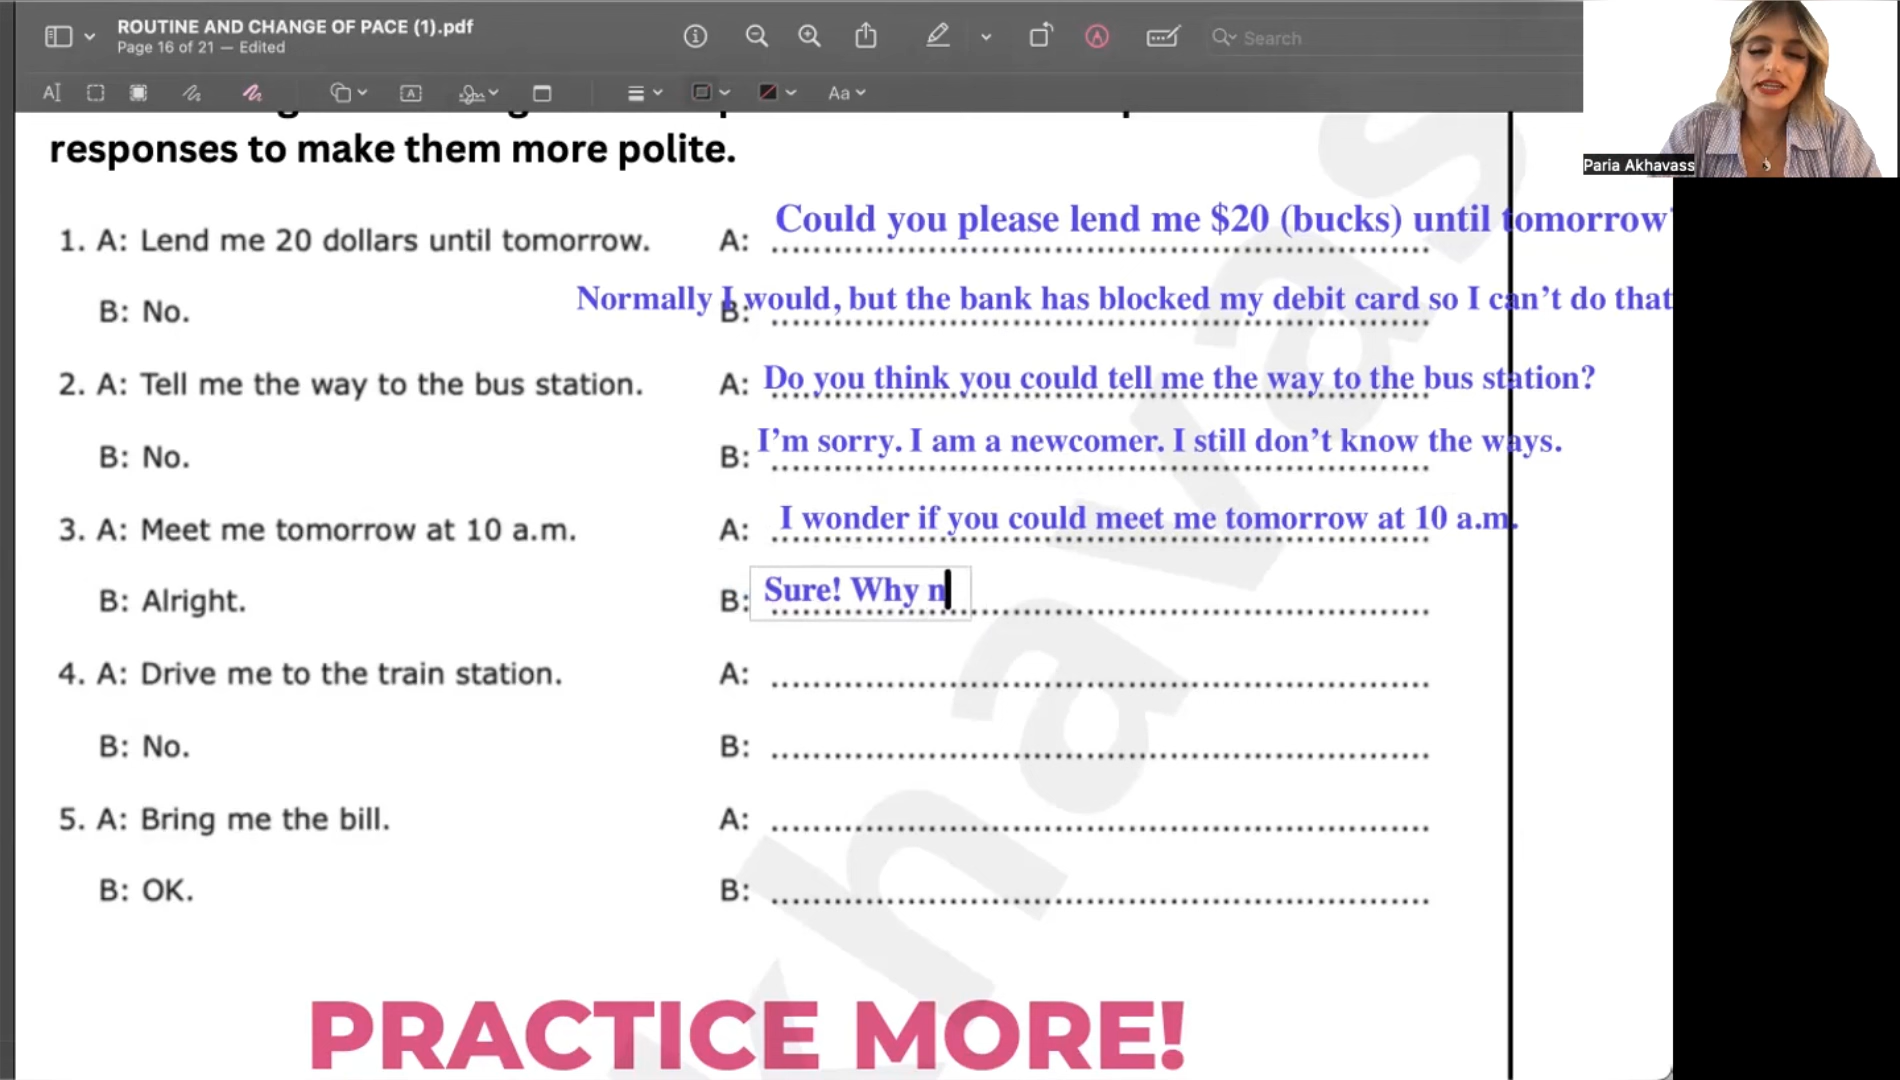 ROUTINE AND CHANGE OF PACE (1).pdf
Page 16 of 21 — Edited
Search
Aa
Paria Akhavass
responses to make them more polite.
1. A: Lend me 20 dollars until tomorrow. A: Could you please lend me $20 (bucks) until tomorrow
B: No. B: Normally I would, but the bank has blocked my debit card so I can't do that
2. A: Tell me the way to the bus station. A: Do you think you could tell me the way to the bus station?
B: No. B: I'm sorry. I am a newcomer. I still don't know the ways.
3. A: Meet me tomorrow at 10 a.m. A: I wonder if you could meet me tomorrow at 10 a.m.
B: Alright. B: Sure! Why n
4. A: Drive me to the train station. A:
B: No. B:
5. A: Bring me the bill. A:
B: OK. B:
PRACTICE MORE!